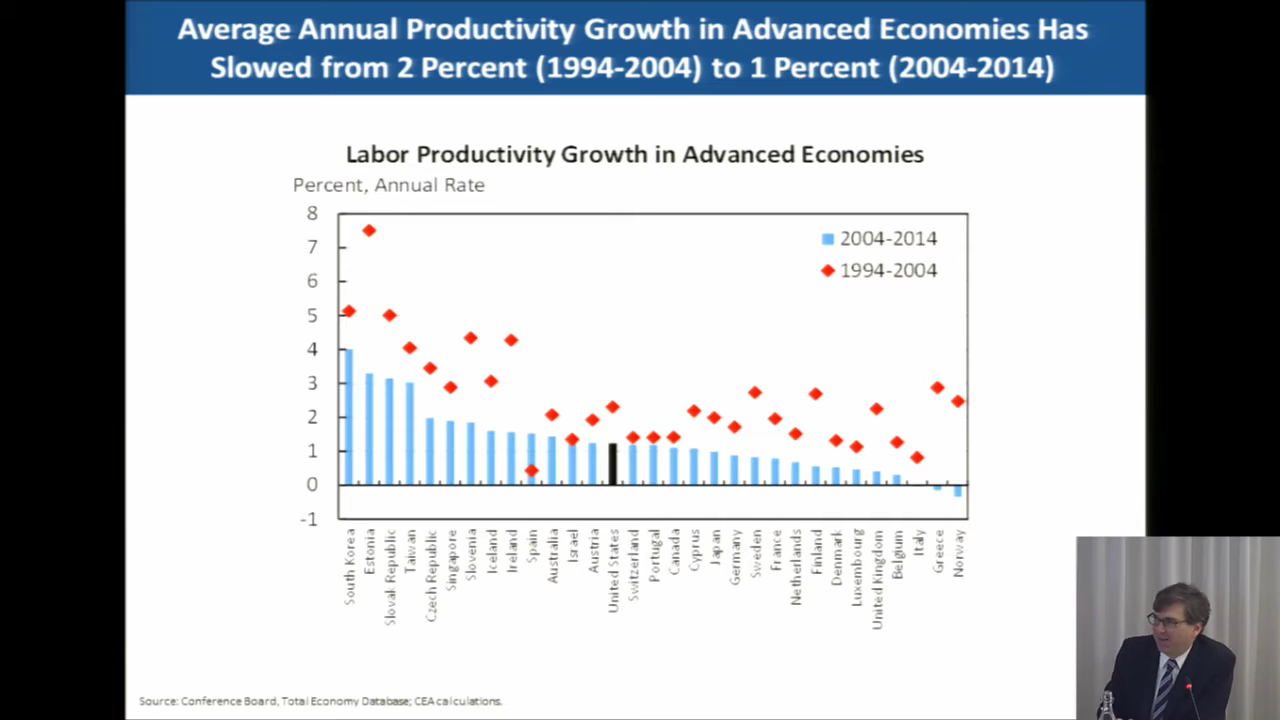 Average Annual Productivity Growth in Advanced Economies Has
Slowed from 2 Percent (1994-2004) to 1 Percent (2004-2014)
Labor Productivity Growth in Advanced Economies
Percent, Annual Rate
8
7
6
5
4
3
2
1
0
-1
2004-2014
1994-2004
South Korea
Estonia
Slovak Republic
Taiwan
Czech Republic
Singapore
Slovenia
Iceland
Ireland
Spain
Australia
Israel
Austria
United States
Switzerland
Portugal
Canada
Cyprus
Japan
Germany
Sweden
France
Netherlands
Finland
Denmark
Luxembourg
United Kingdom
Belgium
Italy
Greece
Norway
Source: Conference Board, Total Economy Database; CEA calculations.